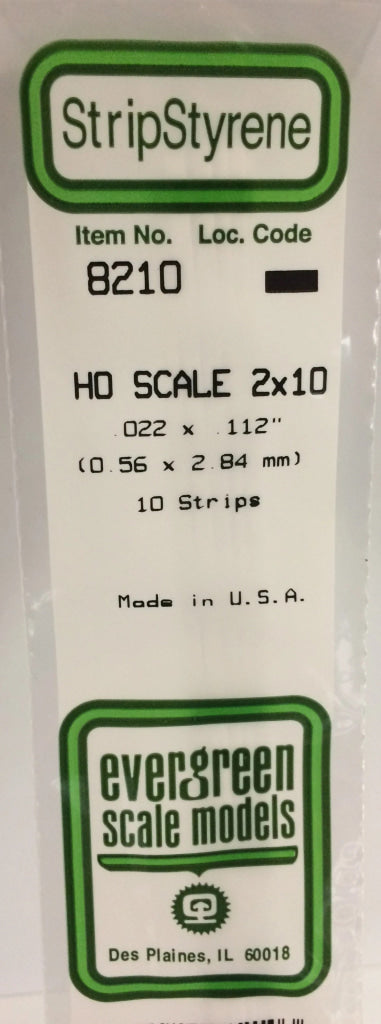 StripStyrene
Item No. Loc. Code
8210
HO SCALE 2x10
.022 x .112"
(0.56 x 2.84 mm)
10 Strips
Made in U.S.A.
evergreen
scale models
Des Plaines, IL 60018